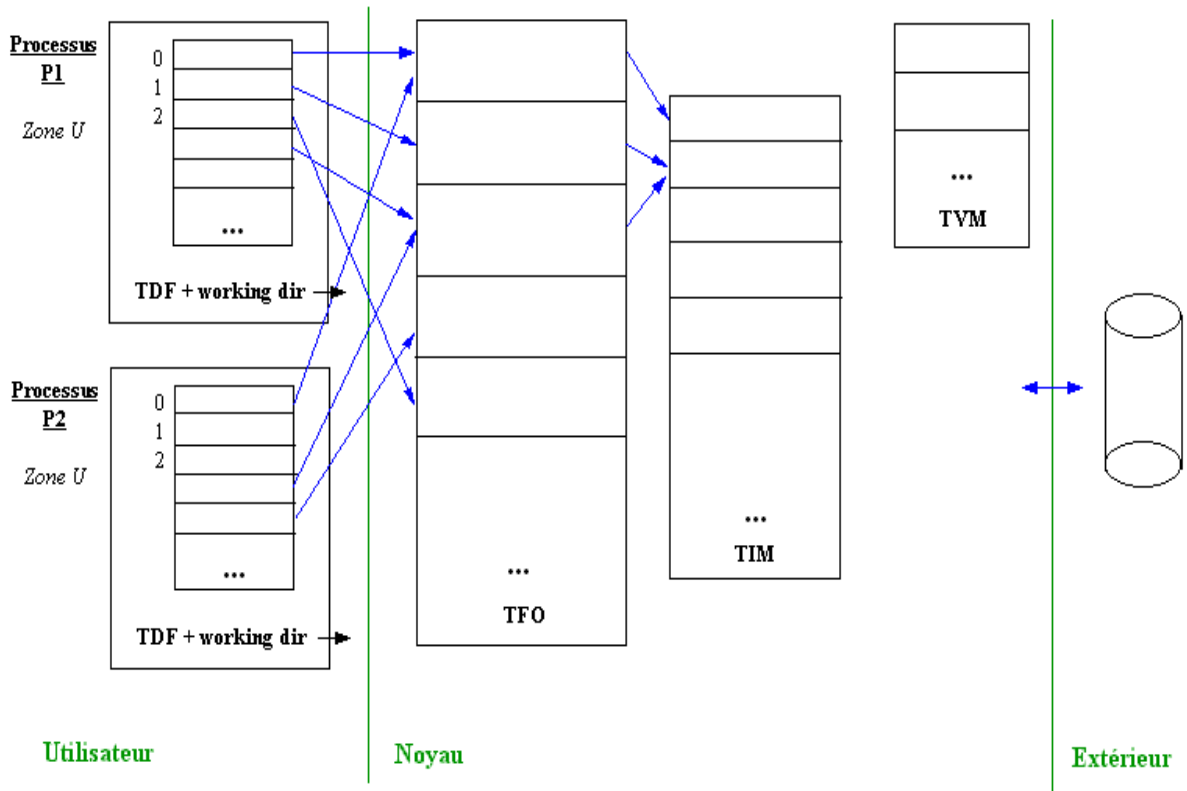 Processus
P1
Zone U
0
1
2
...
TDF + working dir
Processus
P2
Zone U
0
1
2
...
TDF + working dir
...
TFO
...
TIM
...
TVM
Utilisateur
Noyau
Extérieur